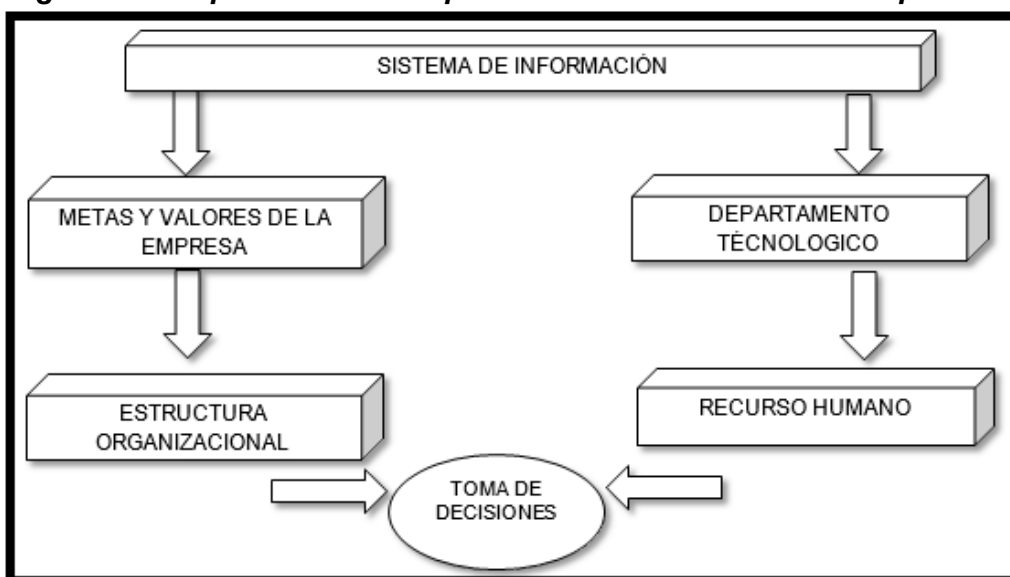 SISTEMA DE INFORMACIÓN
METAS Y VALORES DE LA
EMPRESA
DEPARTAMENTO
TÉCNOLOGICO
ESTRUCTURA
ORGANIZACIONAL
RECURSO HUMANO
TOMA DE
DECISIONES